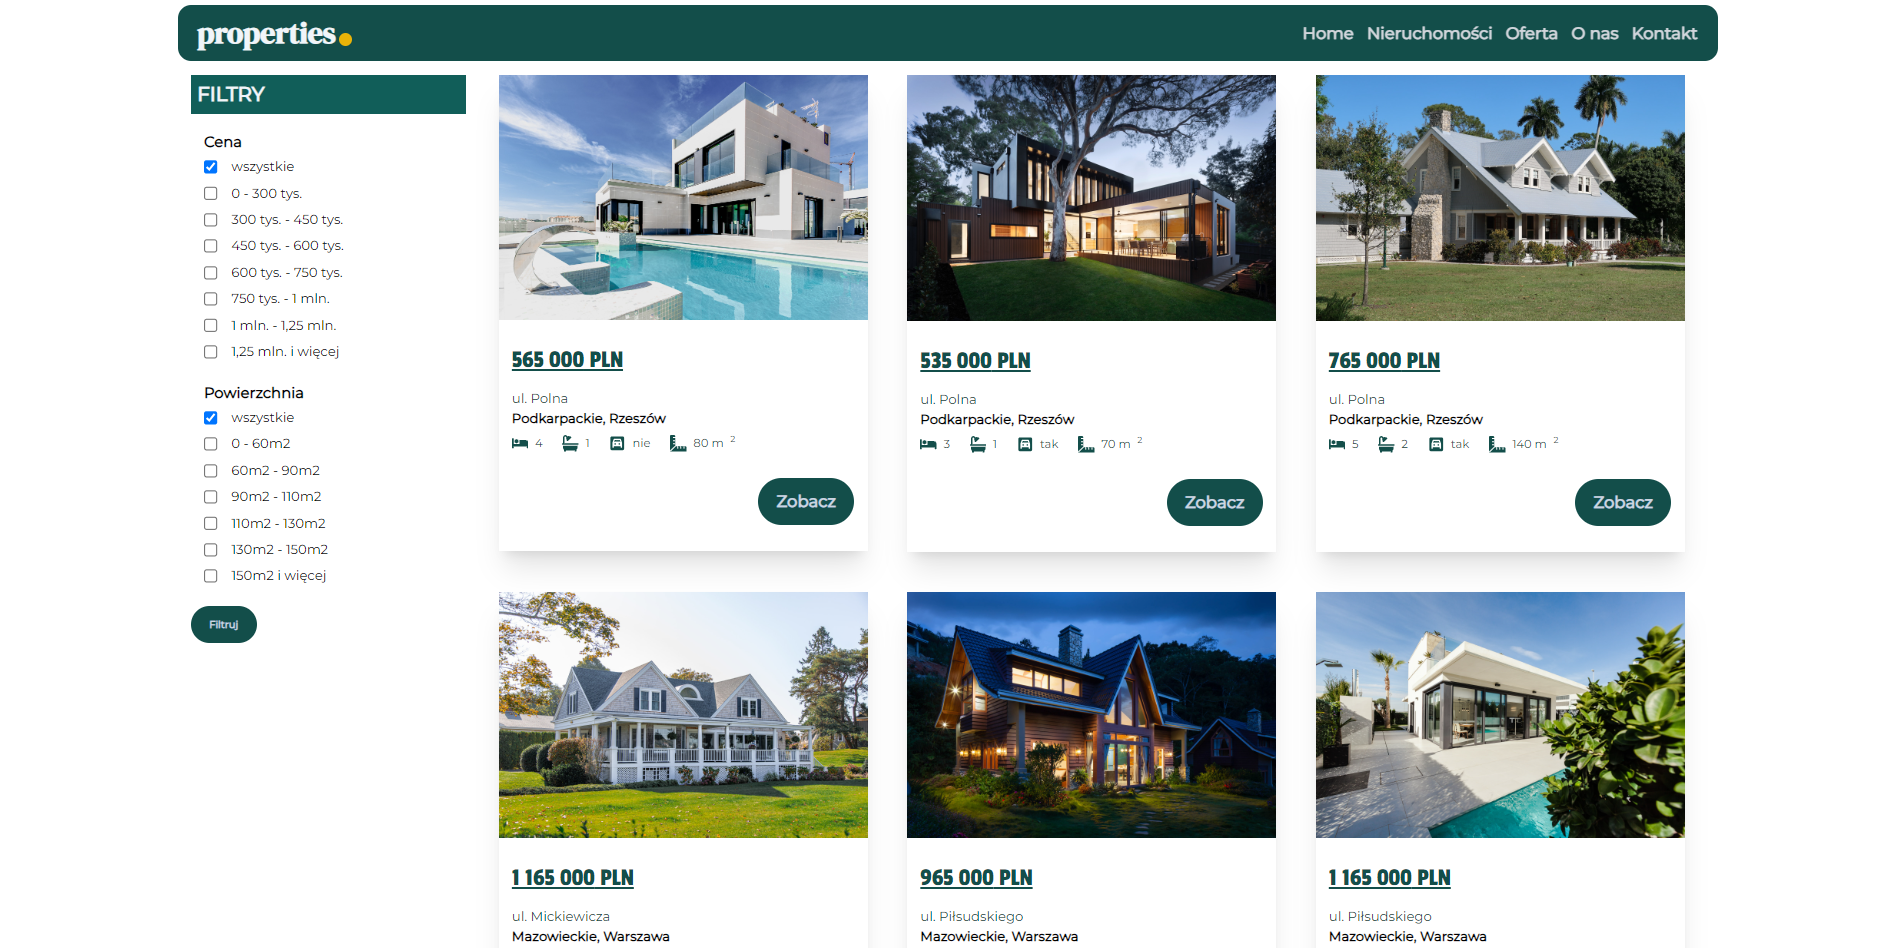 properties
Home Nieruchomości Oferta O nas Kontakt
FILTRY
Cena
wszystkie
0 - 300 tys.
300 tys. - 450 tys.
450 tys. - 600 tys.
600 tys. - 750 tys.
750 tys. - 1 mln.
1 mln. - 1,25 mln.
1,25 mln. i więcej
Powierzchnia
wszystkie
0 - 60m2
60m2 - 90m2
90m2 - 110m2
110m2 - 130m2
130m2 - 150m2
150m2 i więcej
Filtruj
565 000 PLN
ul. Polna
Podkarpackie, Rzeszów
4 1 nie 80 m 2
Zobacz
535 000 PLN
ul. Polna
Podkarpackie, Rzeszów
3 1 tak 70 m 2
Zobacz
765 000 PLN
ul. Polna
Podkarpackie, Rzeszów
5 2 tak 140 m 2
Zobacz
1 165 000 PLN
ul. Mickiewicza
Mazowieckie, Warszawa
965 000 PLN
ul. Piłsudskiego
Mazowieckie, Warszawa
1 165 000 PLN
ul. Piłsudskiego
Mazowieckie, Warszawa